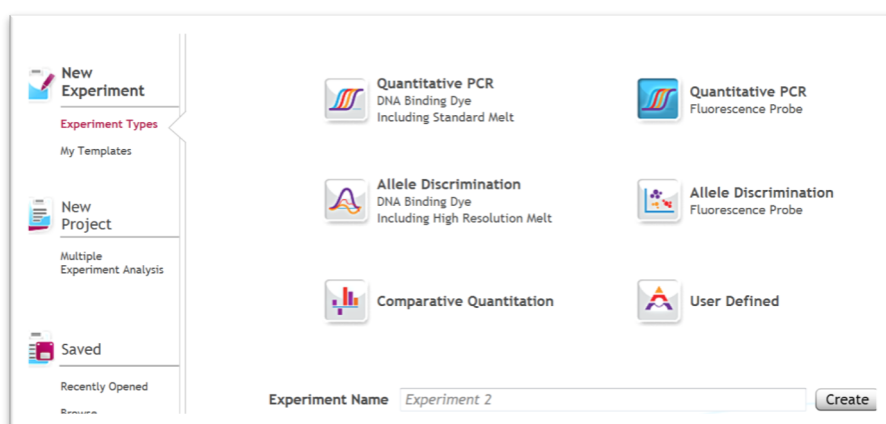 New
Experiment
Experiment Types
My Templates
New
Project
Multiple
Experiment Analysis
Saved
Recently Opened
Browse
Quantitative PCR
DNA Binding Dye
Including Standard Melt
Quantitative PCR
Fluorescence Probe
Allele Discrimination
DNA Binding Dye
Including High Resolution Melt
Allele Discrimination
Fluorescence Probe
Comparative Quantitation
User Defined
Experiment Name Experiment 2 Create